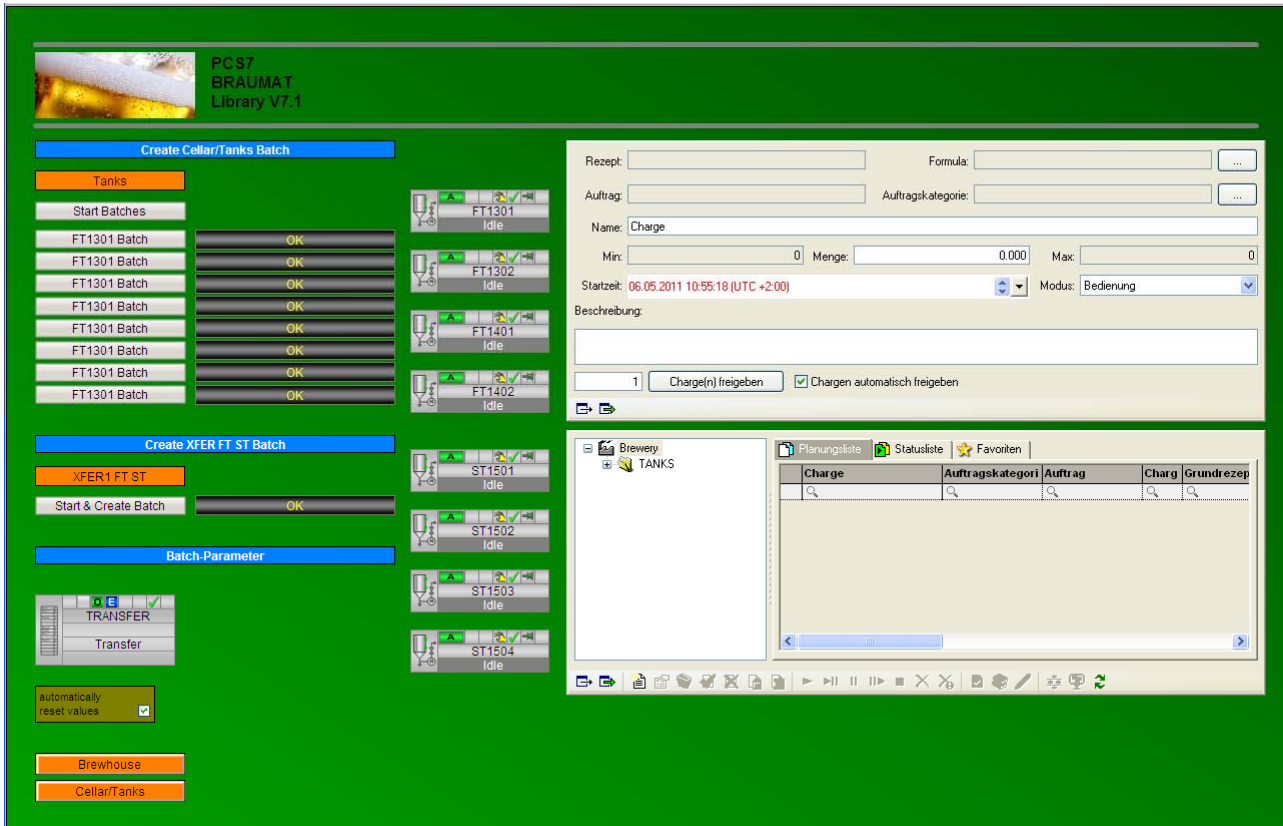 PCS7
BRAUMAT
Library V7.1
Create Cellar/Tanks Batch
Tanks
Start Batches
FT1301 Batch OK
FT1301 Batch OK
FT1301 Batch OK
FT1301 Batch OK
FT1301 Batch OK
FT1301 Batch OK
FT1301 Batch OK
FT1301 Batch OK
Create XFER FT ST Batch
XFER1 FT ST
Start & Create Batch OK
Batch-Parameter
O E
TRANSFER
Transfer
automatically
reset values
Brewhouse
Cellar/Tanks
A
FT1301
Idle
A
FT1302
Idle
A
FT1401
Idle
A
FT1402
Idle
A
ST1501
Idle
A
ST1502
Idle
A
ST1503
Idle
A
ST1504
Idle
Rezept: Formula: ...
Auftrag: Auftragskategorie: ...
Name: Charge
Min: 0 Menge: 0.000 Max: 0
Startzeit: 06.05.2011 10:55:18 (UTC +2:00) Modus: Bedienung
Beschreibung:
1 Charge(n) freigeben Chargen automatisch freigeben
Brewery
TANKS
Planungsliste Statusliste Favoriten
Charge Auftragskategori Auftrag Charg Grundrezep